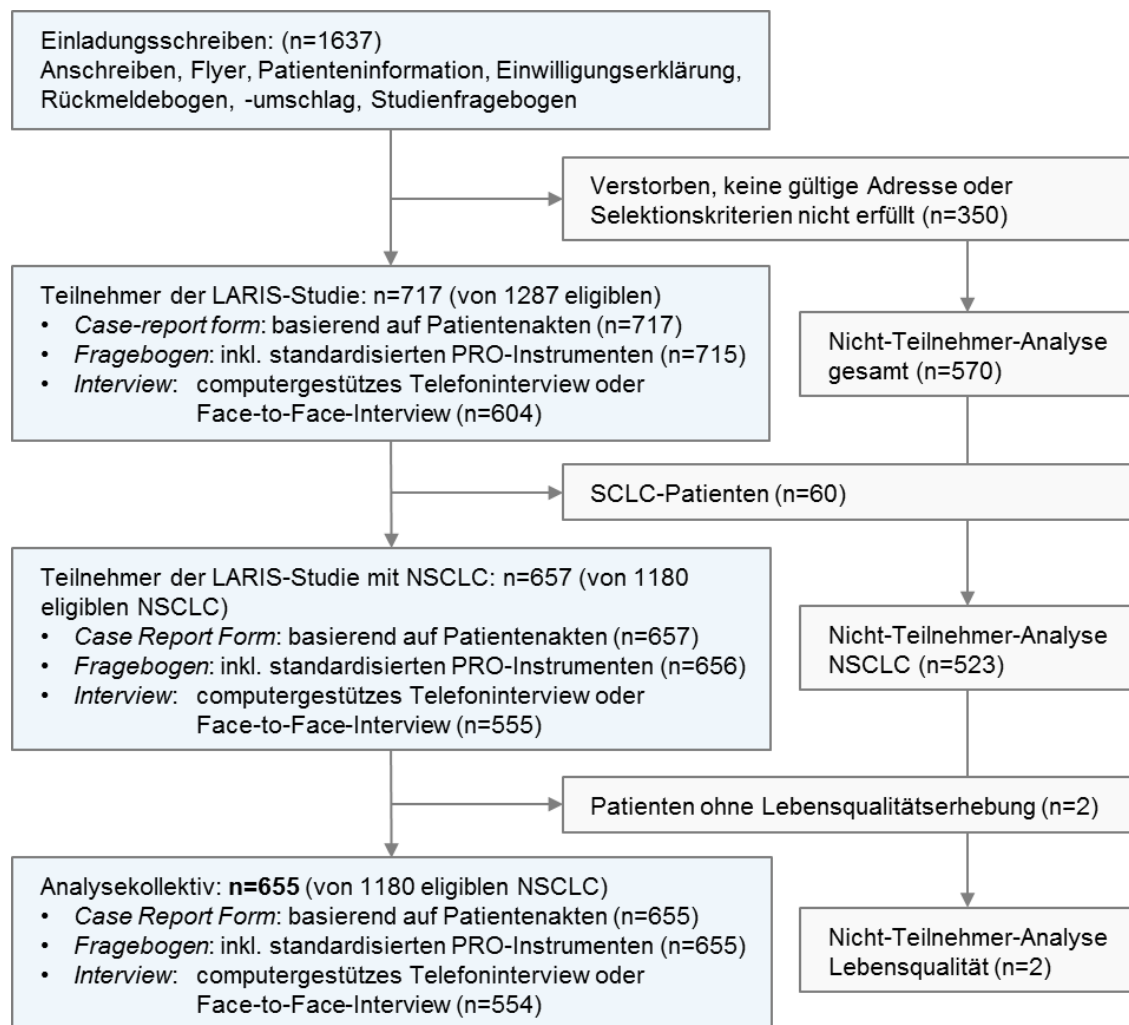 Einladungsschreiben: (n=1637)
Anschreiben, Flyer, Patienteninformation, Einwilligungserklärung,
Rückmeldebogen, -umschlag, Studienfragebogen
Verstorben, keine gültige Adresse oder
Selektionskriterien nicht erfüllt (n=350)
Teilnehmer der LARIS-Studie: n=717 (von 1287 eligiblen)
• Case-report form: basierend auf Patientenakten (n=717)
• Fragebogen: inkl. standardisierten PRO-Instrumenten (n=715)
• Interview: computergestützes Telefoninterview oder
Face-to-Face-Interview (n=604)
Nicht-Teilnehmer-Analyse
gesamt (n=570)
SCLC-Patienten (n=60)
Teilnehmer der LARIS-Studie mit NSCLC: n=657 (von 1180
eligiblen NSCLC)
• Case Report Form: basierend auf Patientenakten (n=657)
• Fragebogen: inkl. standardisierten PRO-Instrumenten (n=656)
• Interview: computergestützes Telefoninterview oder
Face-to-Face-Interview (n=555)
Nicht-Teilnehmer-Analyse
NSCLC (n=523)
Patienten ohne Lebensqualitätserhebung (n=2)
Analysekollektiv: n=655 (von 1180 eligiblen NSCLC)
• Case Report Form: basierend auf Patientenakten (n=655)
• Fragebogen: inkl. standardisierten PRO-Instrumenten (n=655)
• Interview: computergestützes Telefoninterview oder
Face-to-Face-Interview (n=554)
Nicht-Teilnehmer-Analyse
Lebensqualität (n=2)